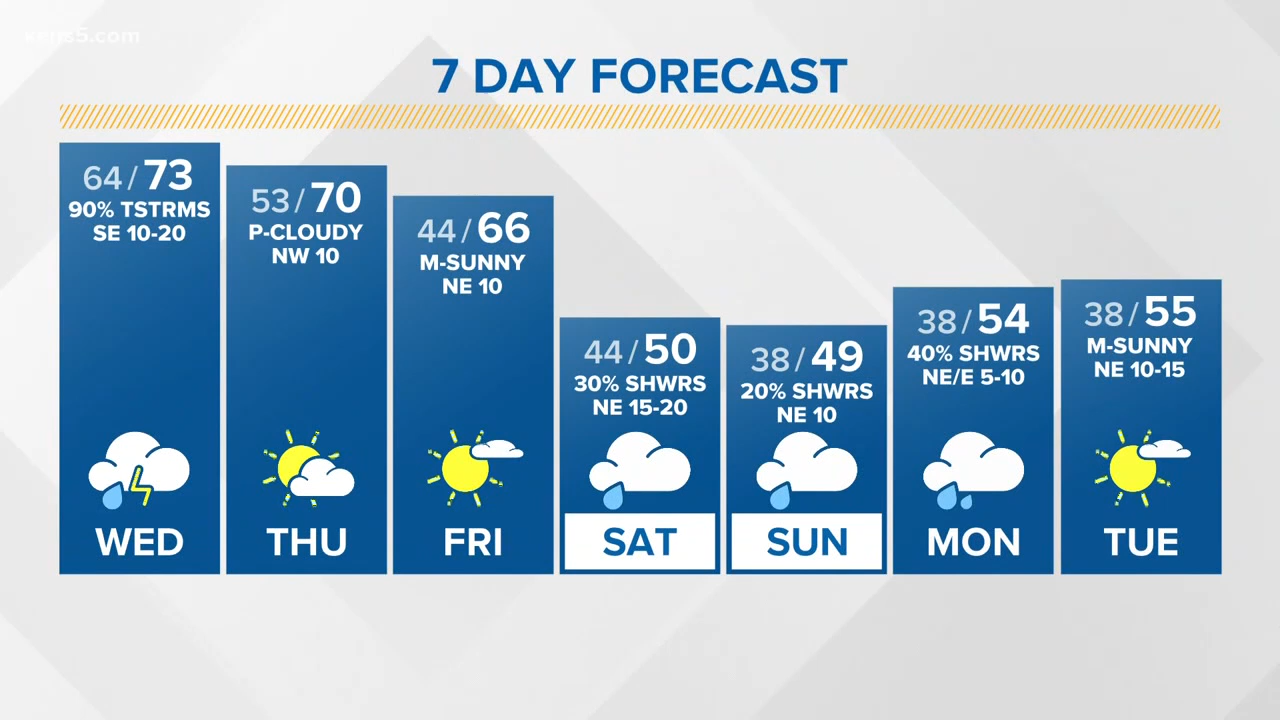 kens5.com
7 DAY FORECAST
64/73
90% TSTRMS
SE 10-20
WED
53/70
P-CLOUDY
NW 10
THU
44/66
M-SUNNY
NE 10
FRI
44/50
30% SHWRS
NE 15-20
SAT
38/49
20% SHWRS
NE 10
SUN
38/54
40% SHWRS
NE/E 5-10
MON
38/55
M-SUNNY
NE 10-15
TUE